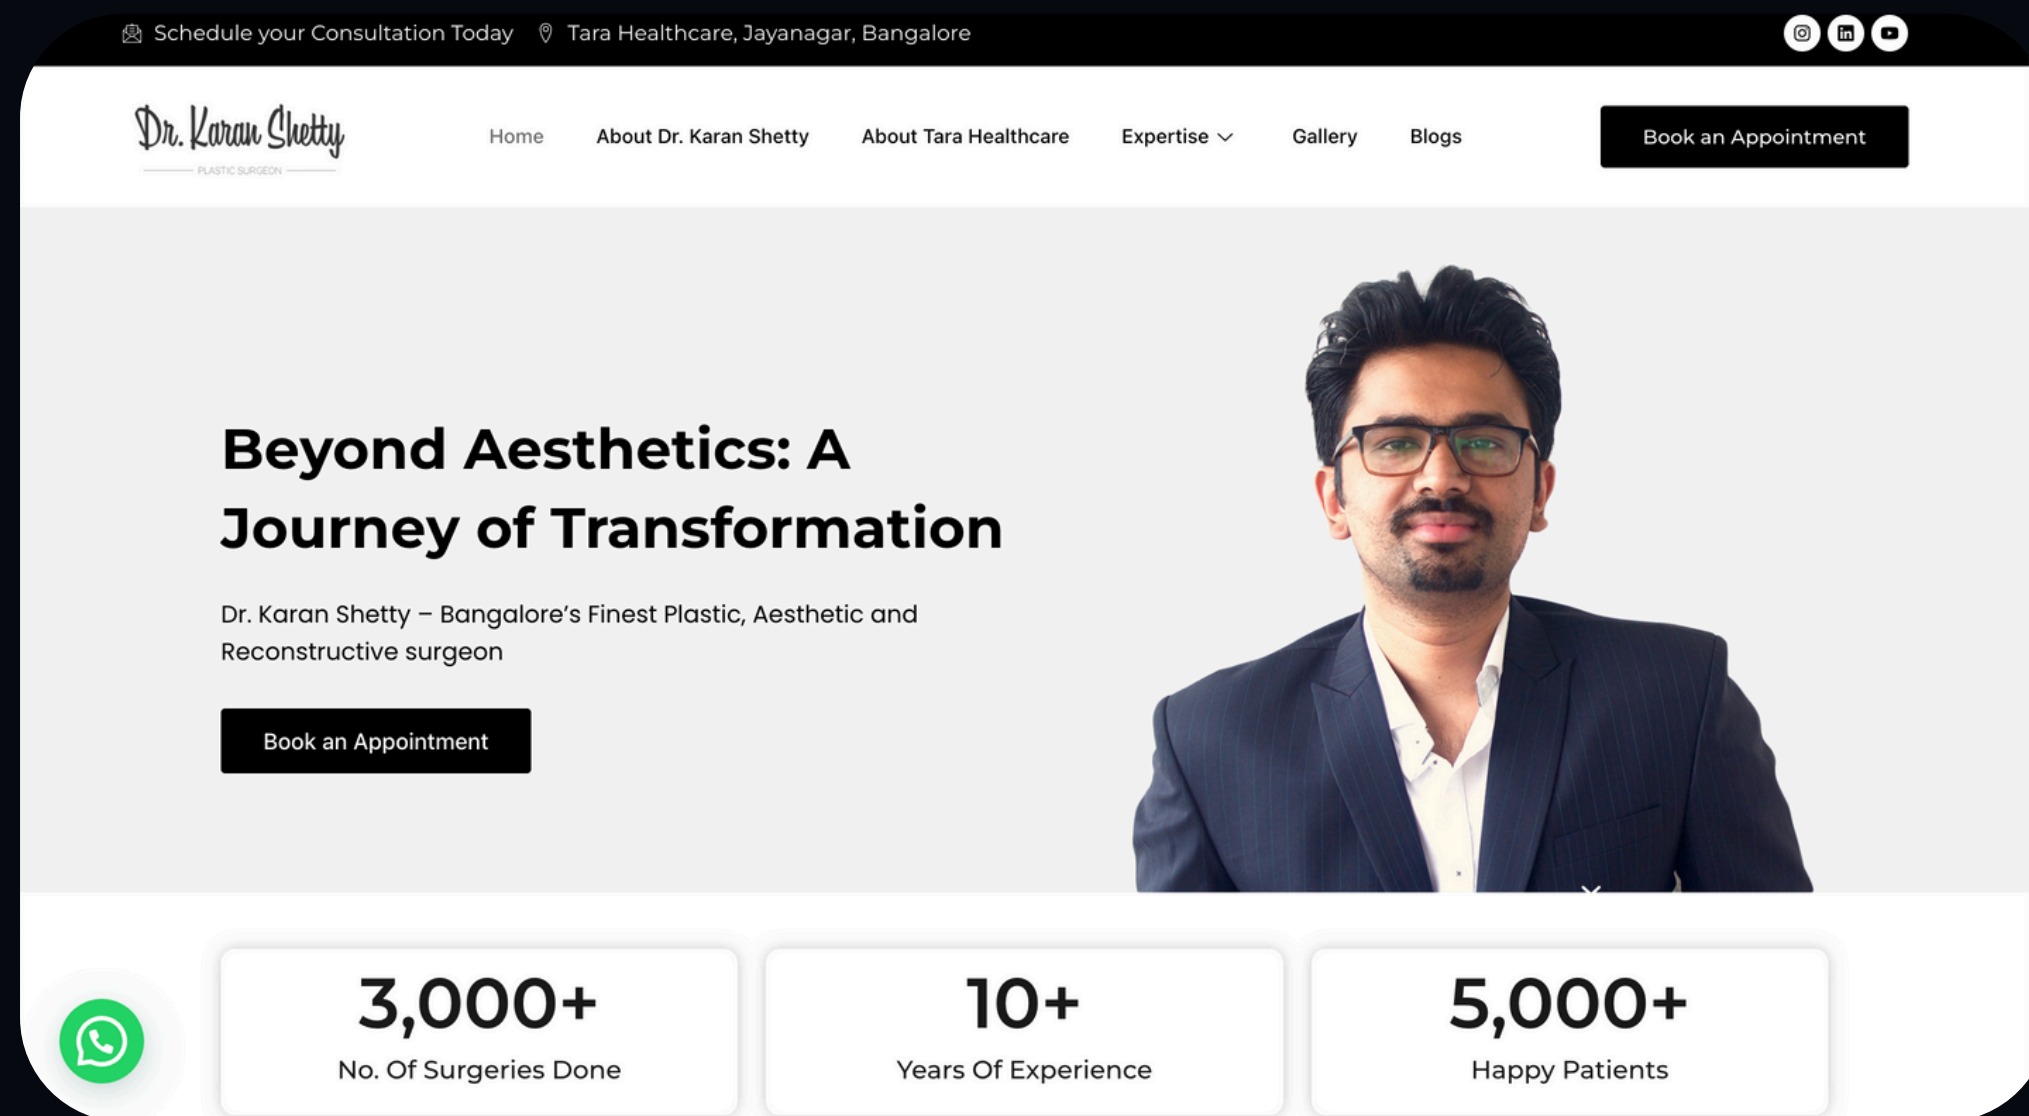 Schedule your Consultation Today Tara Healthcare, Jayanagar, Bangalore
Dr. Karan Shetty
PLASTIC SURGEON
Home About Dr. Karan Shetty About Tara Healthcare Expertise Gallery Blogs Book an Appointment
Beyond Aesthetics: A
Journey of Transformation
Dr. Karan Shetty – Bangalore’s Finest Plastic, Aesthetic and
Reconstructive surgeon
Book an Appointment
3,000+
No. Of Surgeries Done
10+
Years Of Experience
5,000+
Happy Patients